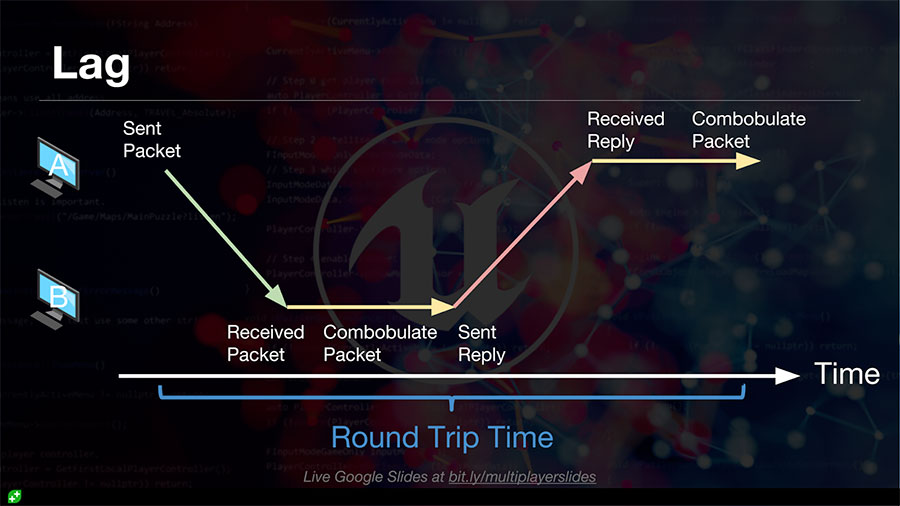 Lag
Sent
Packet
Received
Reply
Combobulate
Packet
A
B
Received
Packet
Combobulate
Packet
Sent
Reply
Time
Round Trip Time
Live Google Slides at bit.ly/multiplayerslides